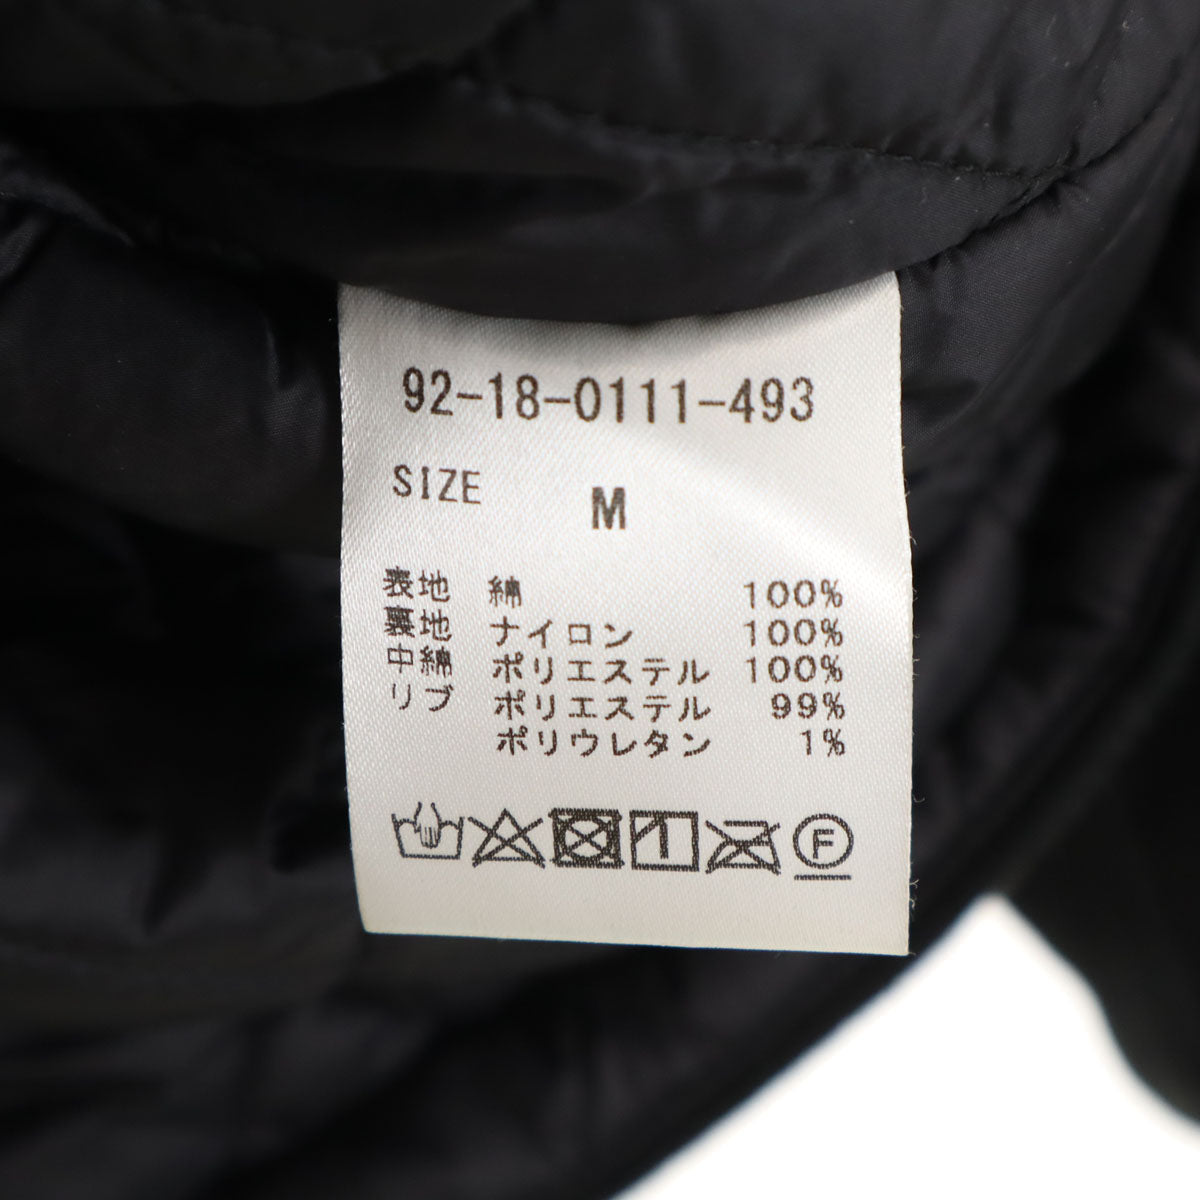 92-18-0111-493
SIZE M
表地 綿 100%
裏地 ナイロン 100%
中綿 ポリエステル 100%
リブ ポリエステル 99%
ポリウレタン 1%
F